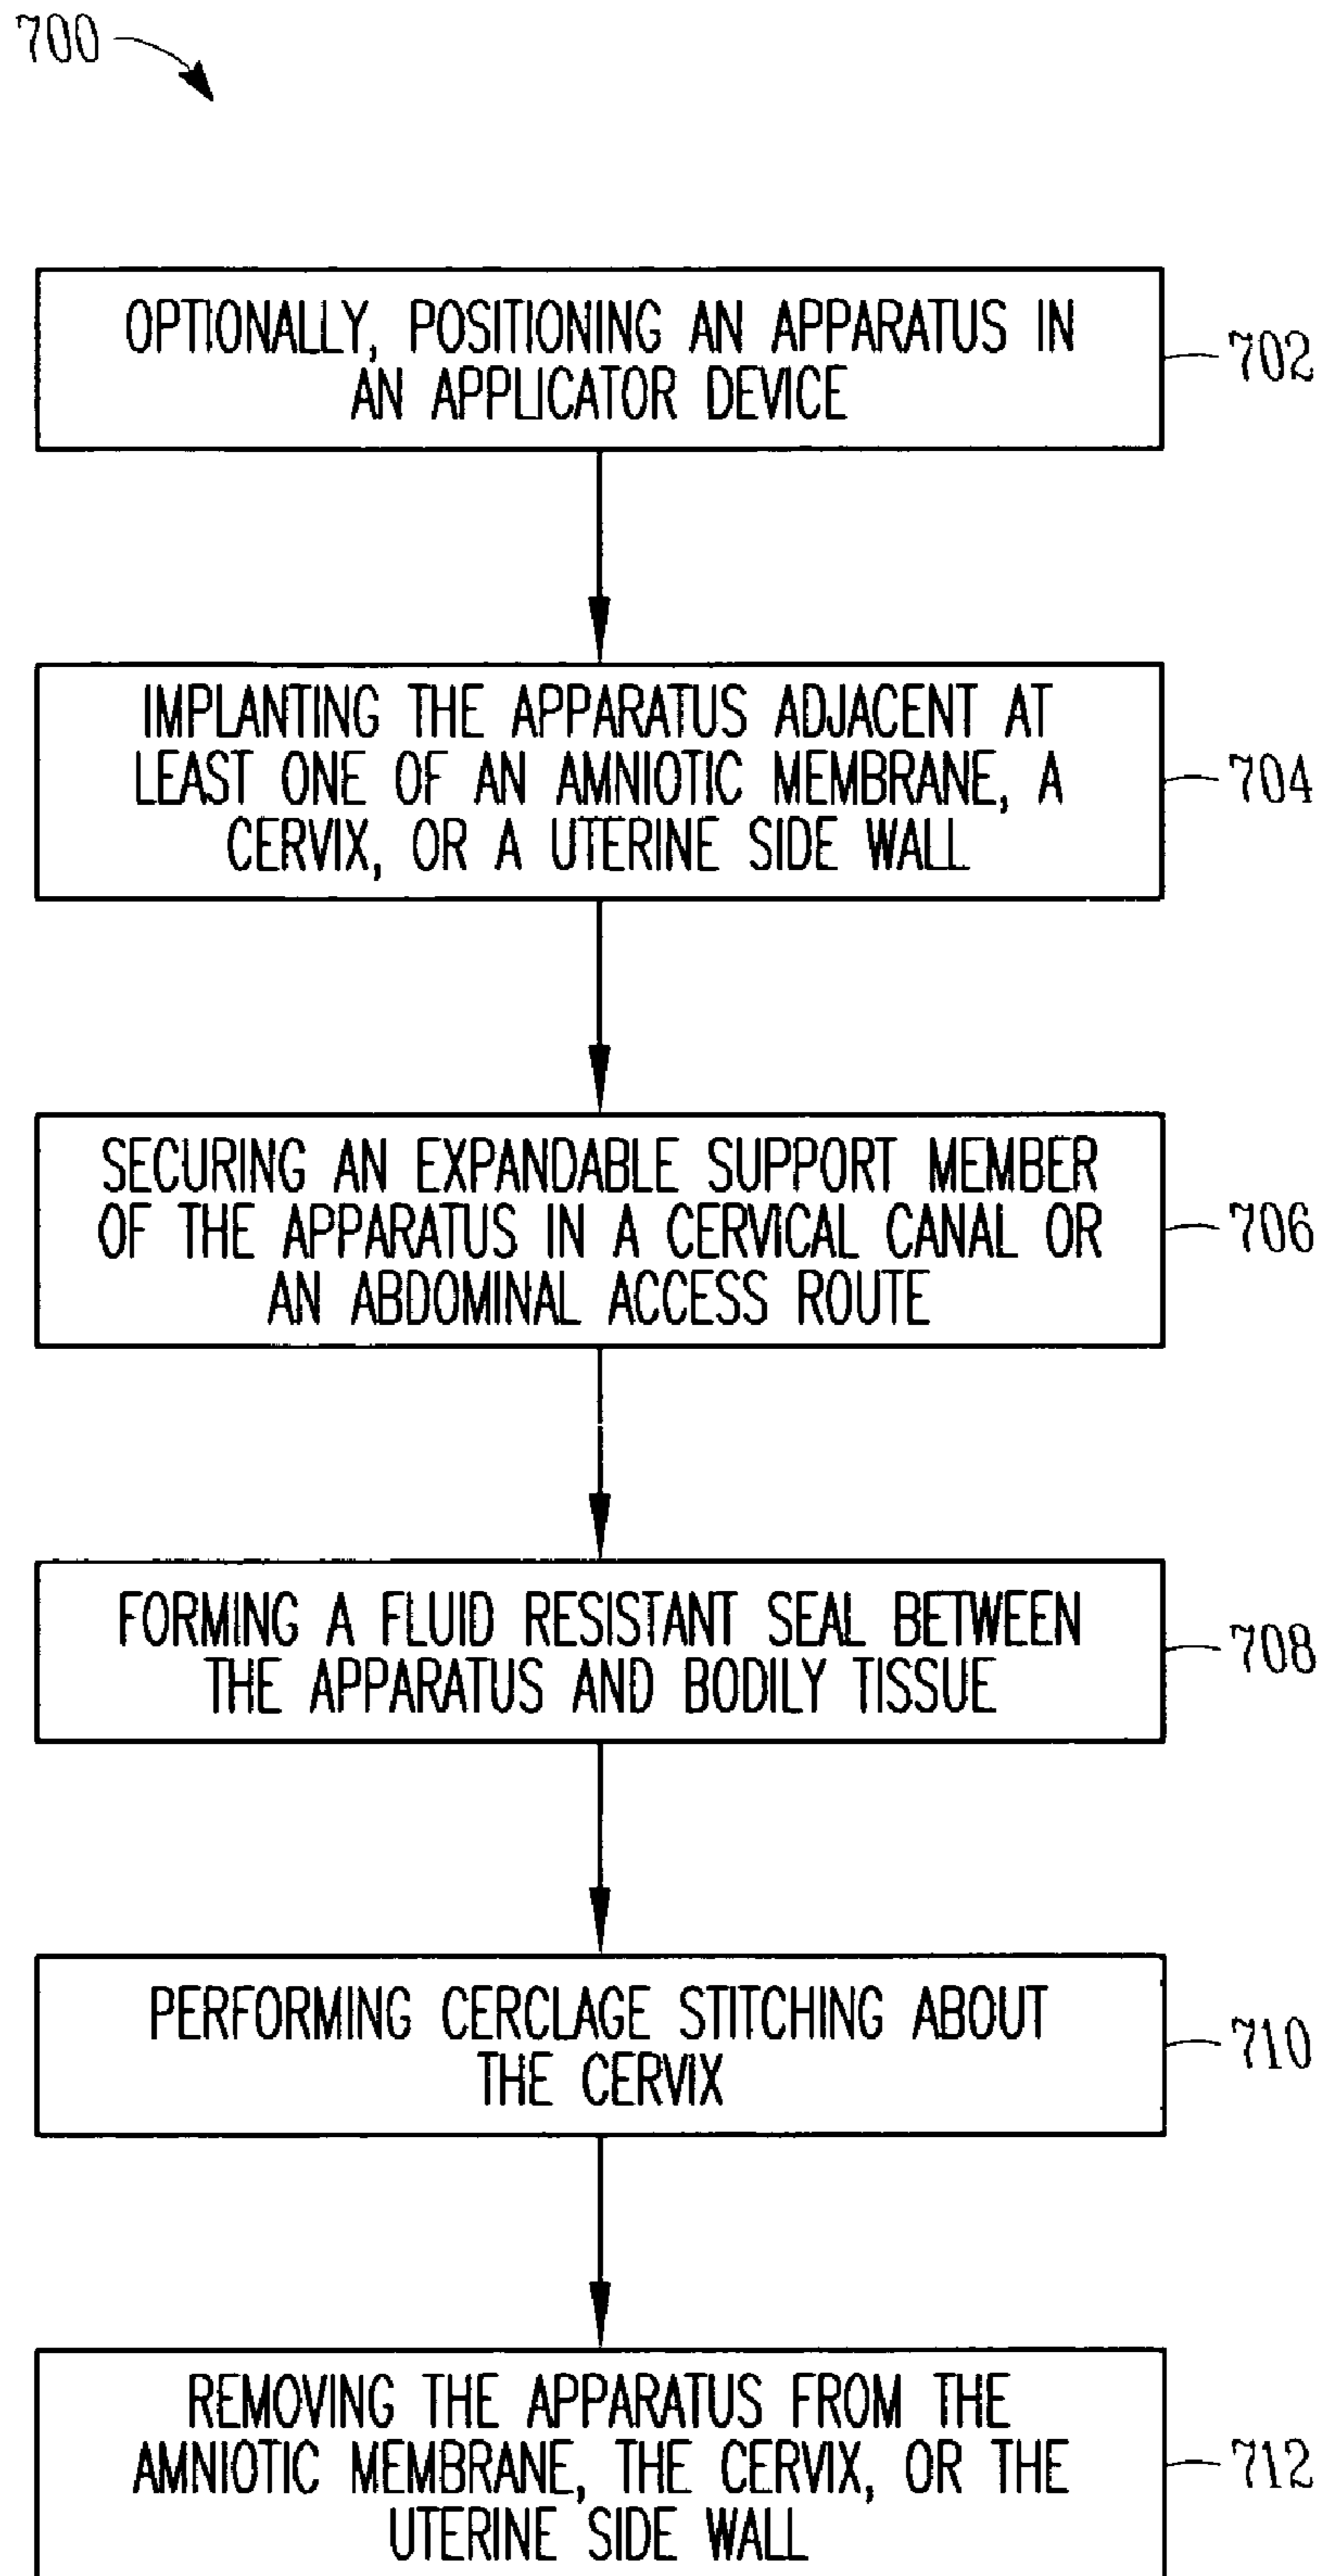 700
OPTIONALLY, POSITIONING AN APPARATUS IN
AN APPLICATOR DEVICE
702
IMPLANTING THE APPARATUS ADJACENT AT
LEAST ONE OF AN AMNIOTIC MEMBRANE, A
CERVIX, OR A UTERINE SIDE WALL
704
SECURING AN EXPANDABLE SUPPORT MEMBER
OF THE APPARATUS IN A CERVICAL CANAL OR
AN ABDOMINAL ACCESS ROUTE
706
FORMING A FLUID RESISTANT SEAL BETWEEN
THE APPARATUS AND BODILY TISSUE
708
PERFORMING CERCLAGE STITCHING ABOUT
THE CERVIX
710
REMOVING THE APPARATUS FROM THE
AMNIOTIC MEMBRANE, THE CERVIX, OR THE
UTERINE SIDE WALL
712